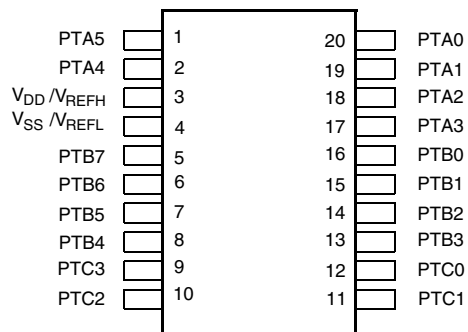 PTA5 1 20 PTA0
PTA4 2 19 PTA1
VDD /VREFH 3 18 PTA2
VSS /VREFL 4 17 PTA3
PTB7 5 16 PTB0
PTB6 6 15 PTB1
PTB5 7 14 PTB2
PTB4 8 13 PTB3
PTC3 9 12 PTC0
PTC2 10 11 PTC1